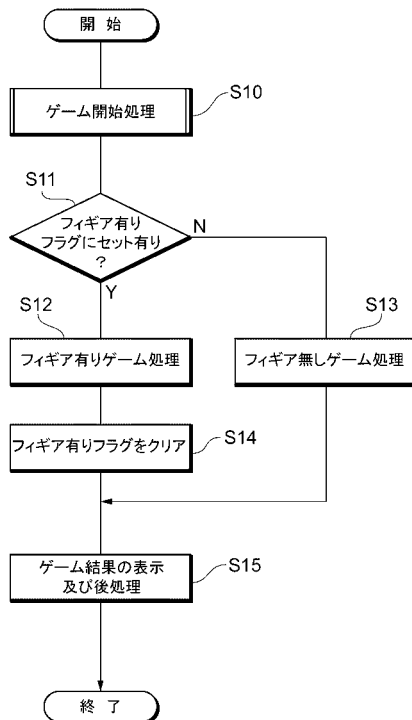 開始
ゲーム開始処理
S10
S11
フィギア有り
フラグにセット有り
?
N
Y
S12
フィギア有りゲーム処理
S13
フィギア無しゲーム処理
フィギア有りフラグをクリア
S14
ゲーム結果の表示
及び後処理
S15
終了